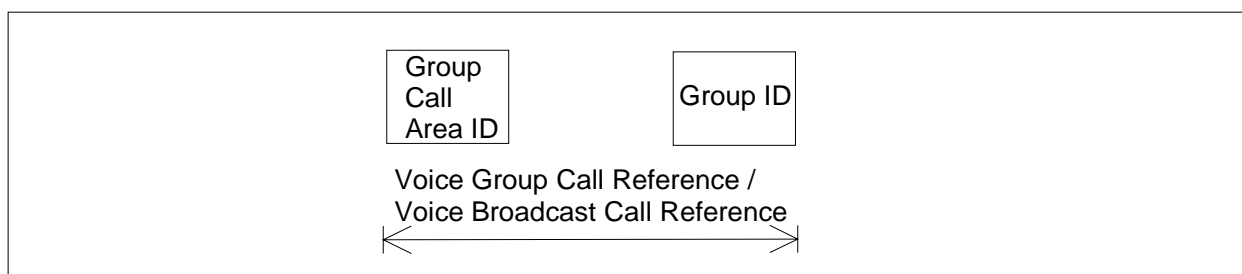 Group
Call
Area ID
Group ID
Voice Group Call Reference /
Voice Broadcast Call Reference